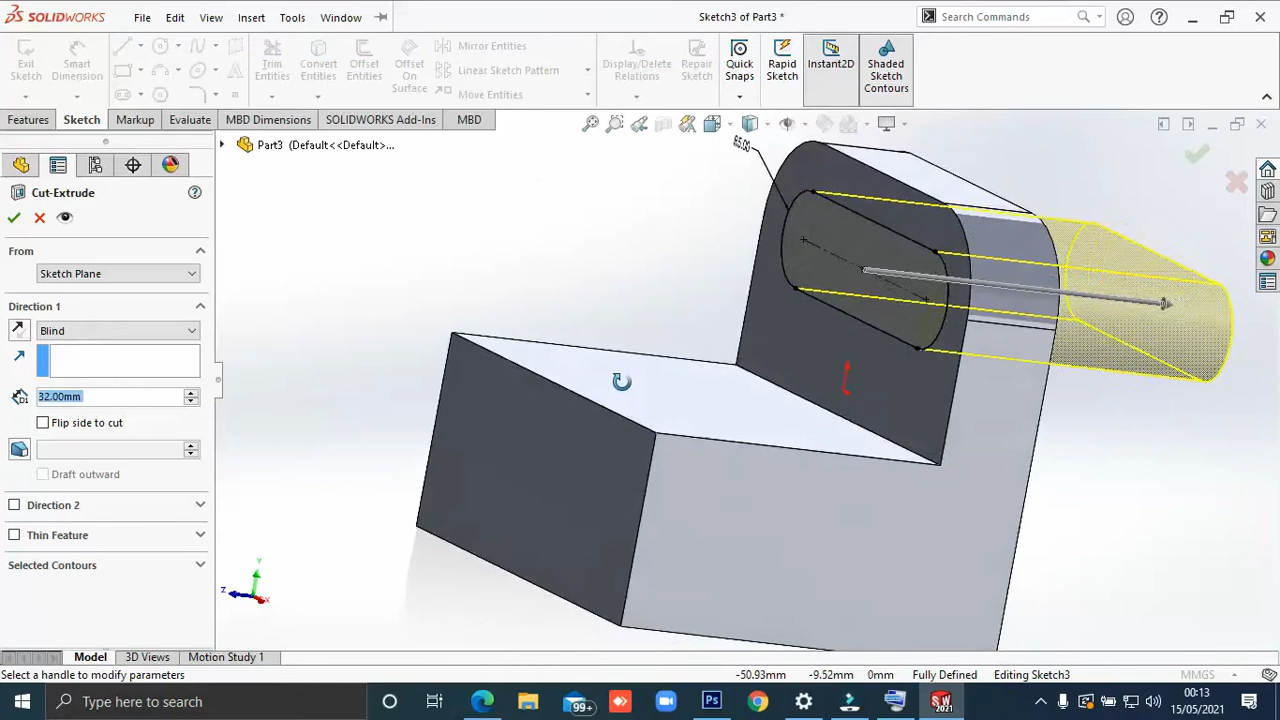 SOLIDWORKS File Edit View Insert Tools Window Sketch3 of Part3 * Search Commands
Exit Sketch Smart Dimension Trim Entities Convert Entities Offset Entities Offset On Surface Mirror Entities Linear Sketch Pattern Move Entities Display/Delete Relations Repair Sketch Quick Snaps Rapid Sketch Instant2D Shaded Sketch Contours
Features Sketch Markup Evaluate MBD Dimensions SOLIDWORKS Add-Ins MBD
Part3 (Default<<Default>...
Cut-Extrude
From
Sketch Plane
Direction 1
Blind
D1 32.00mm
Flip side to cut
Draft outward
Direction 2
Thin Feature
Selected Contours
Y
Z
X
Model 3D Views Motion Study 1
Select a handle to modify parameters -50.93mm -9.52mm 0mm Fully Defined Editing Sketch3 MMGS
Type here to search 99+ Ps SW 2021 00:13
15/05/2021